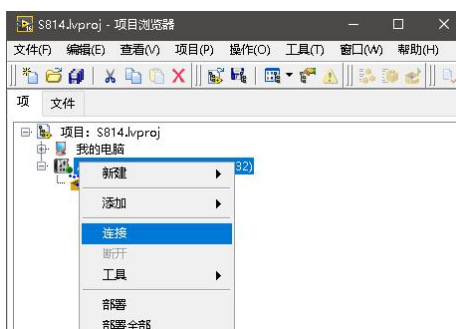 S814.lvproj - 项目浏览器
文件(F) 编辑(E) 查看(V) 项目(P) 操作(O) 工具(T) 窗口(W) 帮助(H)
项 文件
项目: S814.lvproj
我的电脑
32)
新建
添加
连接
断开
工具
部署
部署全部